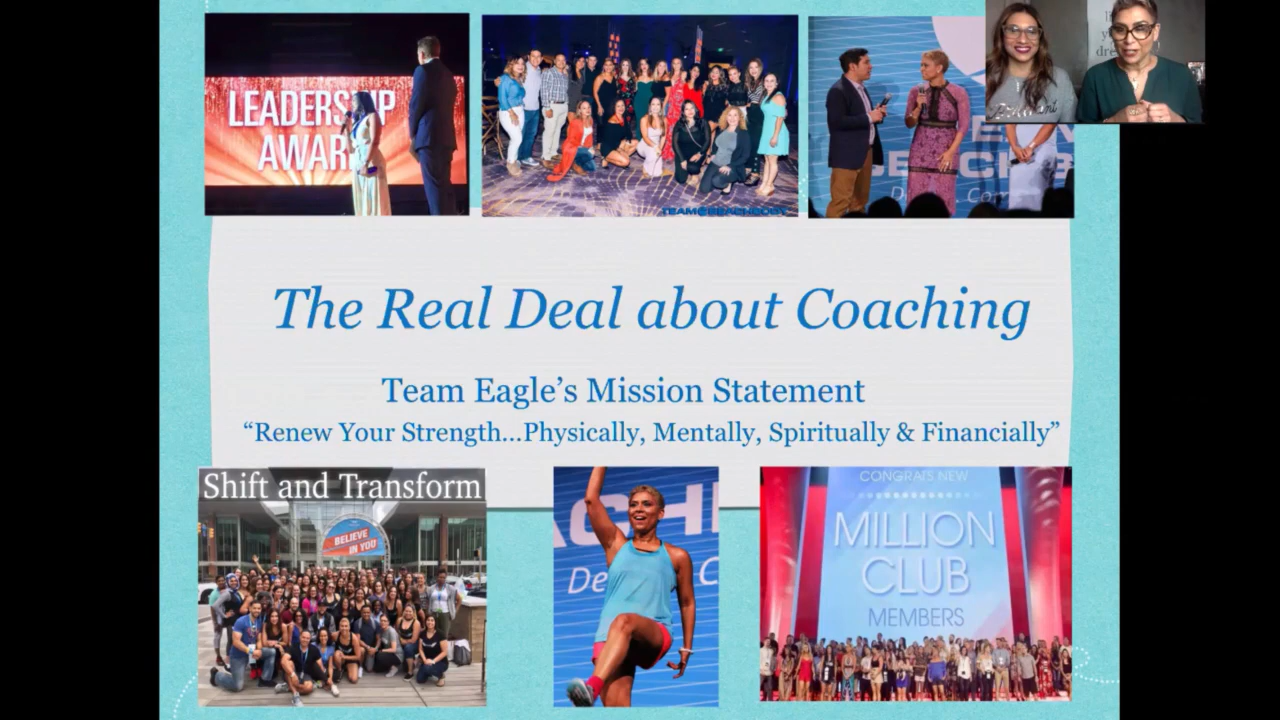 LEADERSHIP
AWAR
TEAM BEACHBODY
The Real Deal about Coaching
Team Eagle's Mission Statement
“Renew Your Strength...Physically, Mentally, Spiritually & Financially”
Shift and Transform
BELIEVE
IN YOU
CONGRATS NEW
MILLION
CLUB
MEMBERS